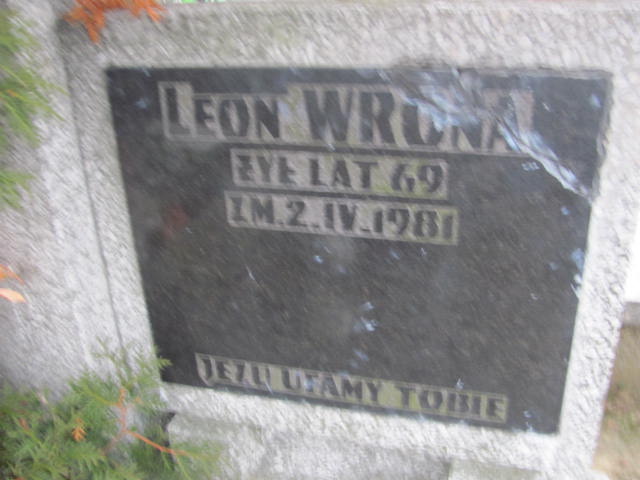 LEON WRONA
ŻYŁ LAT 69
ZM. 2.IV.1981
JEZU UFAMY TOBIE